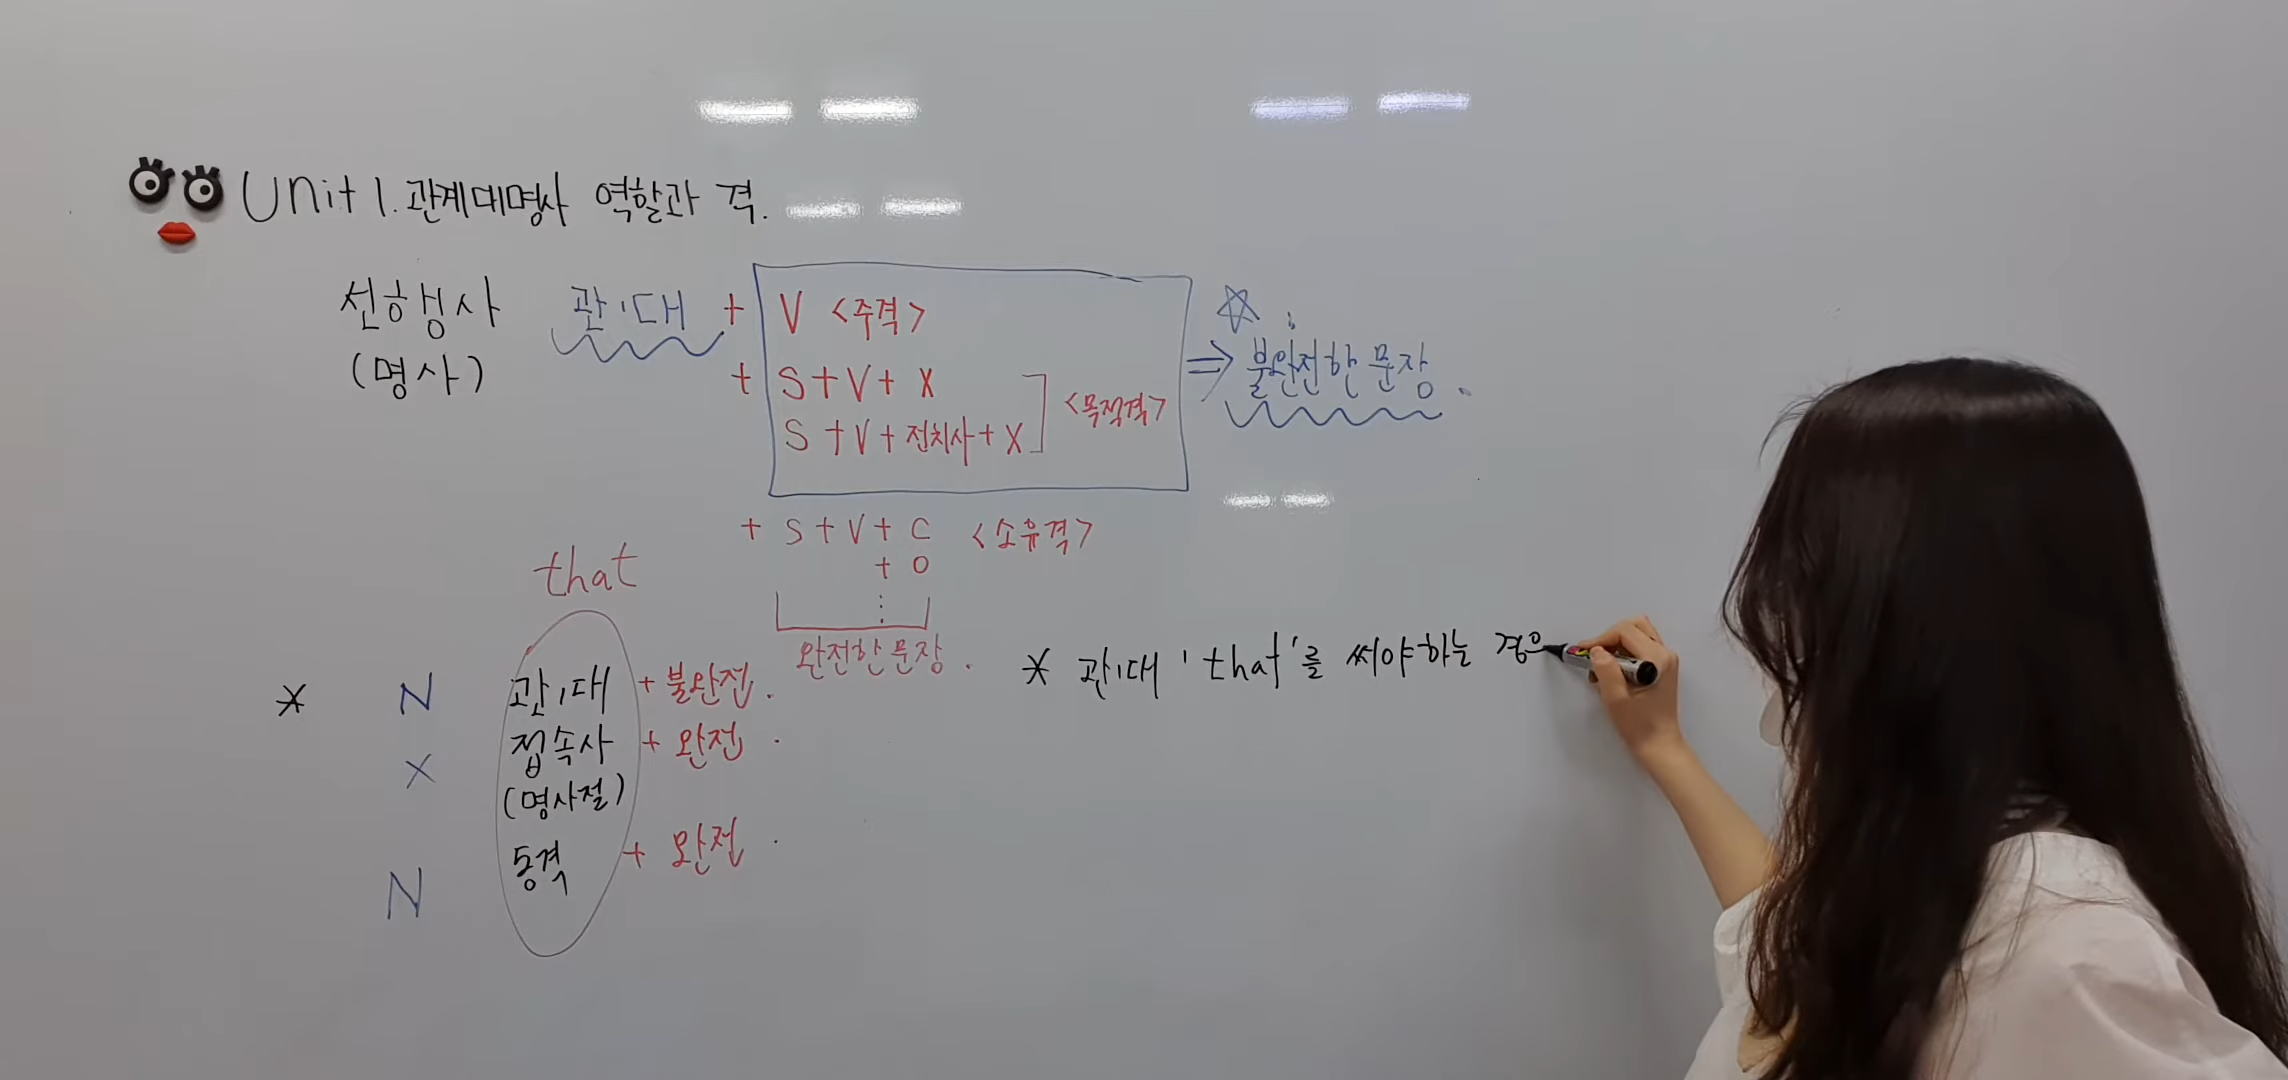 Unit 1. 관계대명사 역할과 격.
선행사 관·대 + V <주격>
(명사) + S+V+ X
S+V+전치사+X <목적격>
⇒ 불완전한 문장.
+ S+V+ C <소유격>
+ O
완전한 문장.
that
* N 관·대 + 불완전.
X 접속사 + 완전.
(명사절)
N 동격 + 완전.
* 관·대 'that'를 써야하는 경으